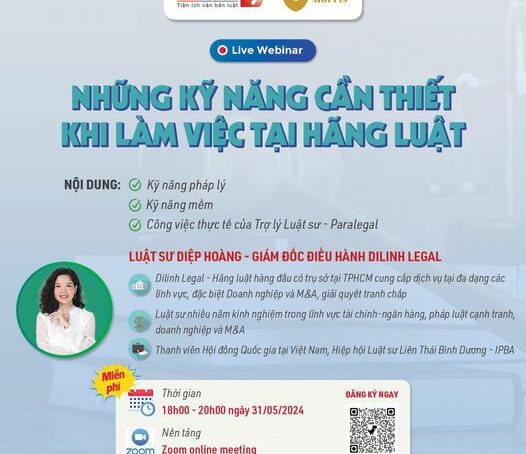 Tiện ích văn bản luật
Live Webinar
NHỮNG KỸ NĂNG CẦN THIẾT
KHI LÀM VIỆC TẠI HÃNG LUẬT
NỘI DUNG:
Kỹ năng pháp lý
Kỹ năng mềm
Công việc thực tế của Trợ lý Luật sư - Paralegal
LUẬT SƯ DIỆP HOÀNG - GIÁM ĐỐC ĐIỀU HÀNH DILINH LEGAL
Dilinh Legal - Hãng luật hàng đầu có trụ sở tại TPHCM cung cấp dịch vụ tại đa dạng các
lĩnh vực, đặc biệt Doanh nghiệp và M&A, giải quyết tranh chấp
Luật sư nhiều năm kinh nghiệm trong lĩnh vực tài chính-ngân hàng, pháp luật cạnh tranh,
doanh nghiệp và M&A
Thành viên Hội đồng Quốc gia tại Việt Nam, Hiệp hội Luật sư Liên Thái Bình Dương - IPBA
Miễn
phí
Thời gian
18h00 - 20h00 ngày 31/05/2024
ĐĂNG KÝ NGAY
Nền tảng
Zoom online meeting
zoom